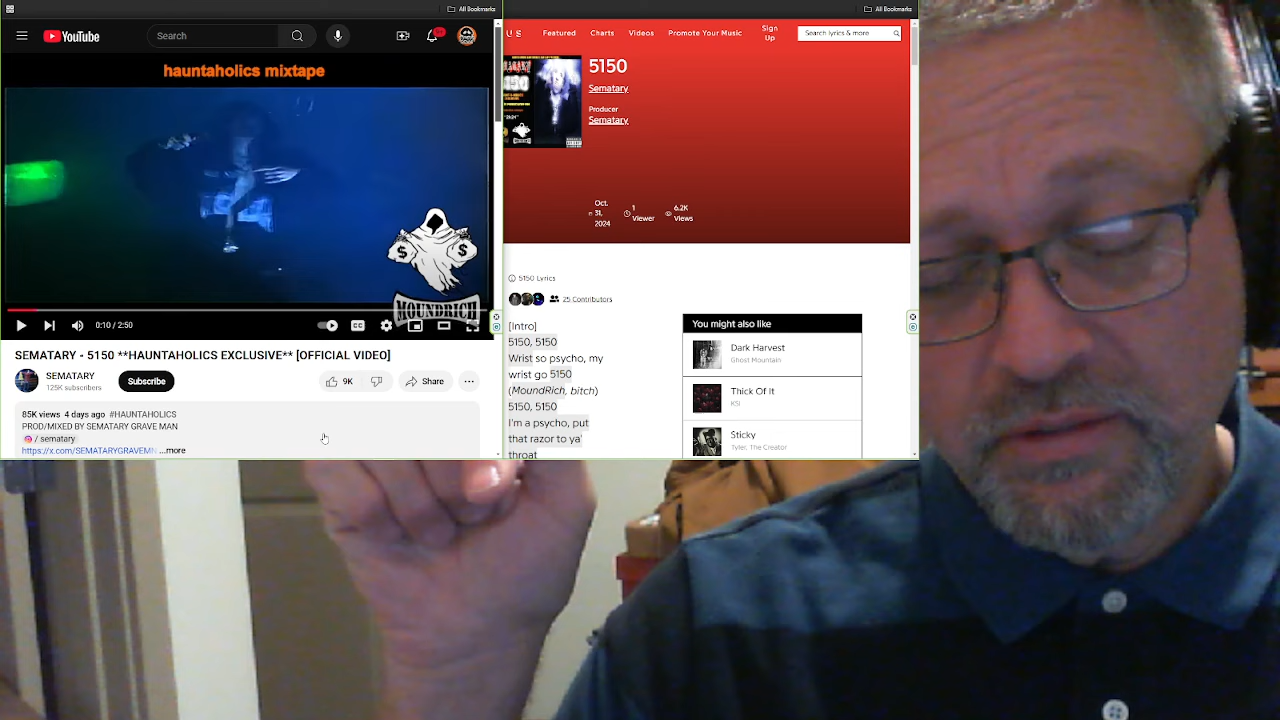 All Bookmarks
YouTube
Search
hauntaholics mixtape
$ $
MOUNDRICH
0:10 / 2:50
SEMATARY - 5150 **HAUNTAHOLICS EXCLUSIVE** [OFFICIAL VIDEO]
SEMATARY
125K subscribers
Subscribe
9K
Share
85K views 4 days ago #HAUNTAHOLICS
PROD/MIXED BY SEMATARY GRAVE MAN
/ sematary
https://x.com/SEMATARYGRAVEMN ...more
All Bookmarks
U S
Featured
Charts
Videos
Promote Your Music
Sign
Up
Search lyrics & more
5150
Sematary
Producer
Sematary
Oct.
31,
2024
1
Viewer
6.2K
Views
5150 Lyrics
25 Contributors
[Intro]
5150, 5150
Wrist so psycho, my
wrist go 5150
(MoundRich, bitch)
5150, 5150
I'm a psycho, put
that razor to ya'
throat
You might also like
Dark Harvest
Ghost Mountain
Thick Of It
KSI
Sticky
Tyler, The Creator